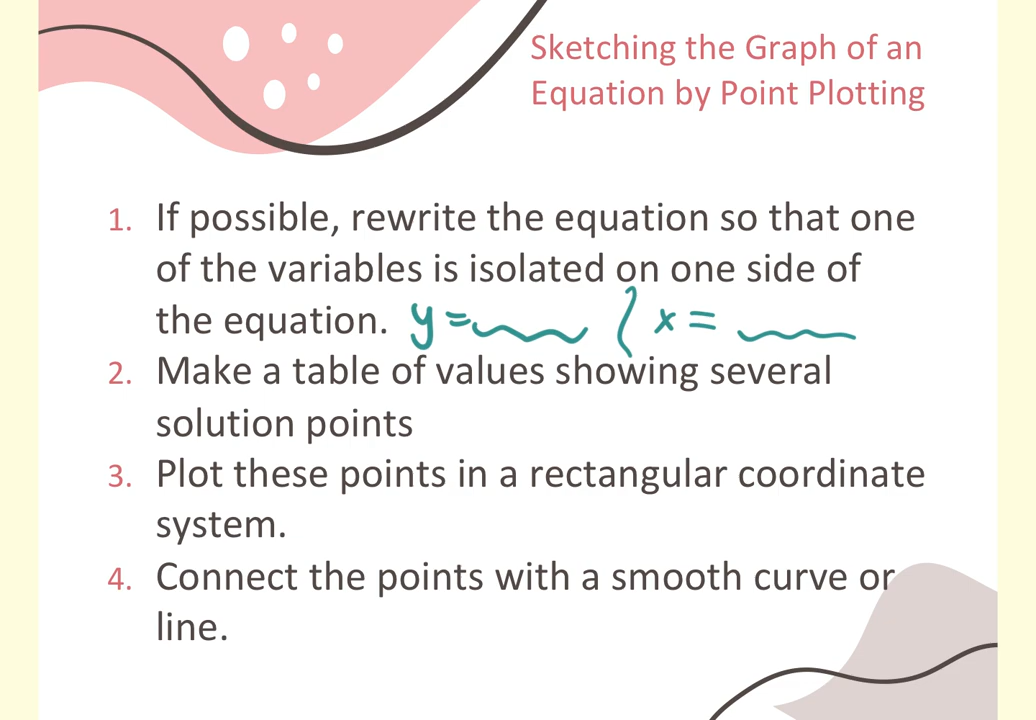 Sketching the Graph of an
Equation by Point Plotting
1. If possible, rewrite the equation so that one
of the variables is isolated on one side of
the equation. y = { x =
2. Make a table of values showing several
solution points
3. Plot these points in a rectangular coordinate
system.
4. Connect the points with a smooth curve or
line.